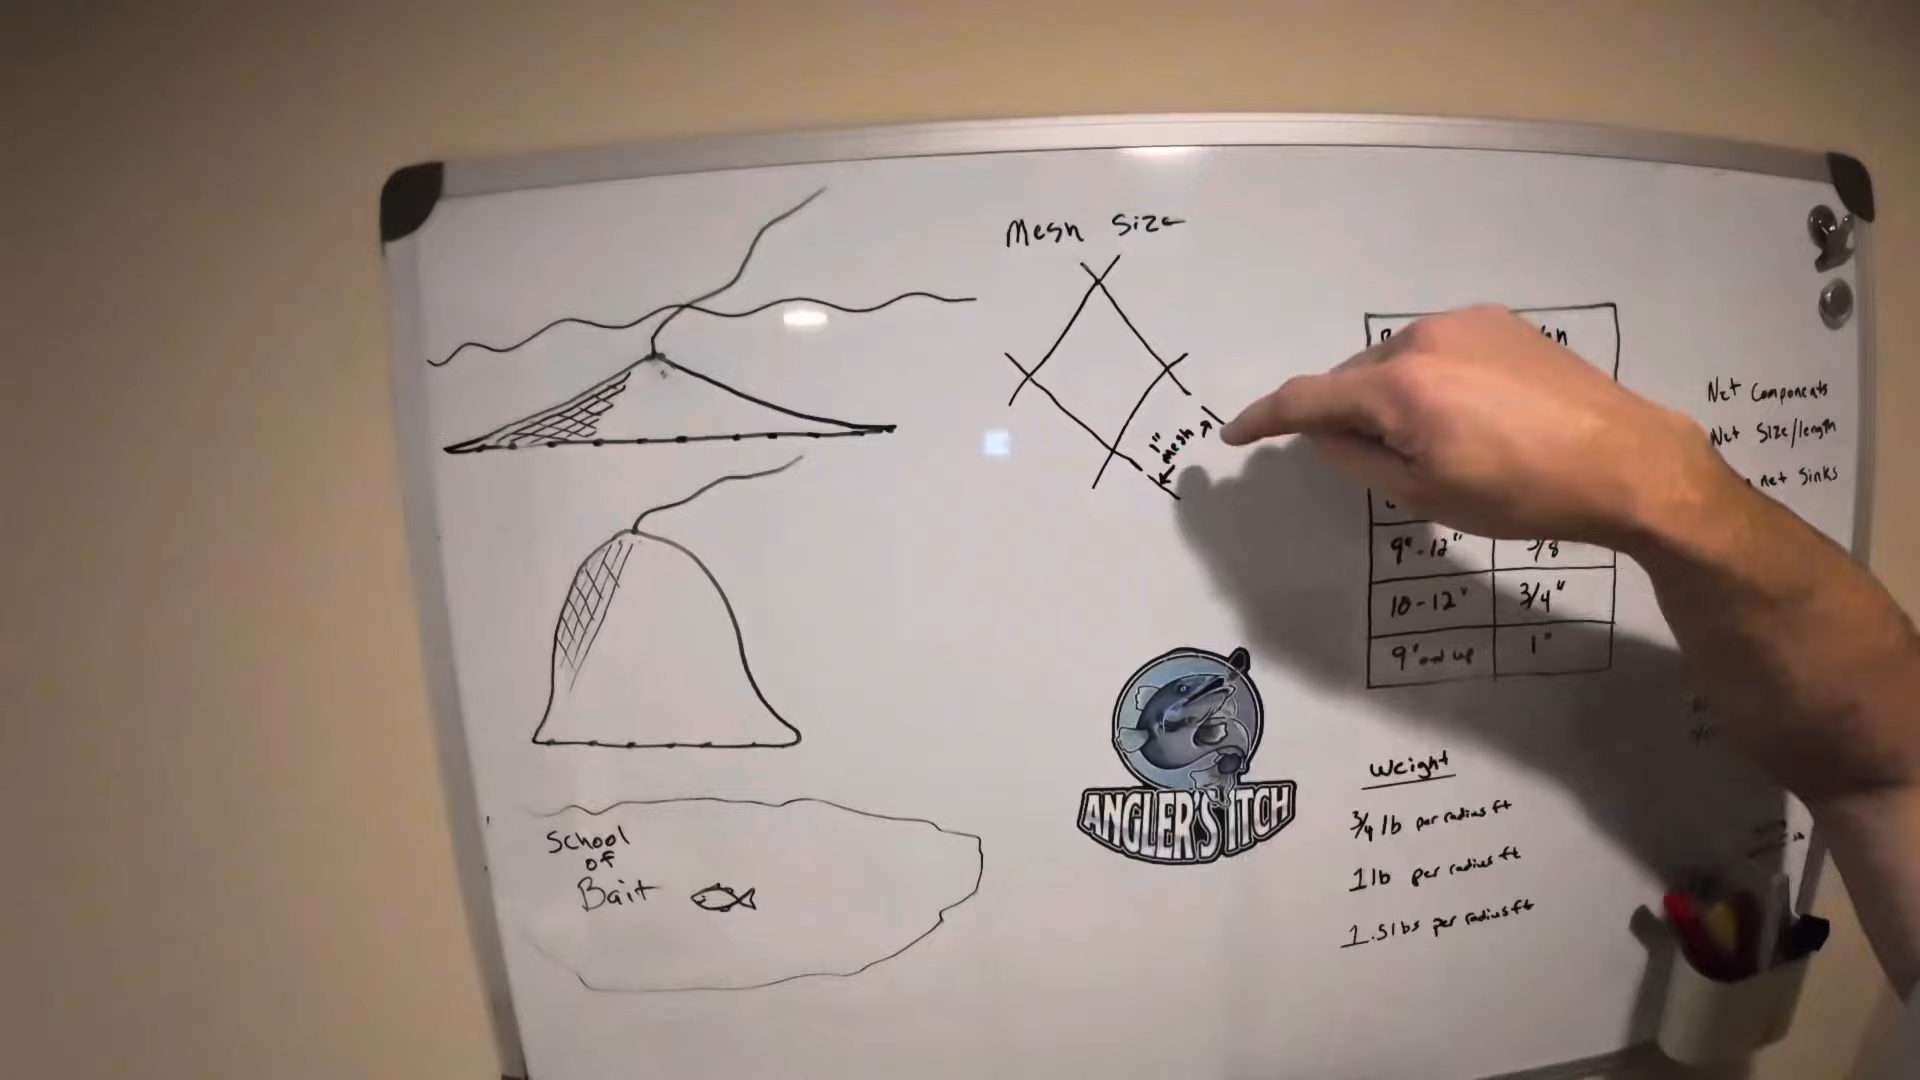 Mesh Size
1"
mesh
9"-12" 3/8
10-12" 3/4"
9" and up 1"
Net Components
Net Size/length
net Sinks
School
of
Bait
ANGLER'S ITCH
Weight
3/4 lb per radius ft
1 lb per radius ft
1.5 lbs per radius ft